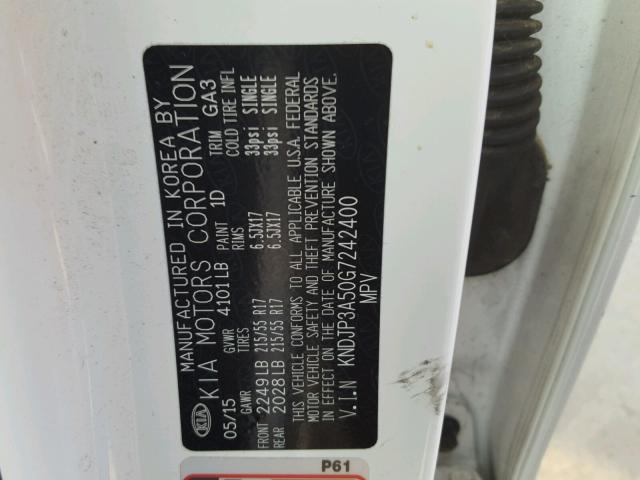 MANUFACTURED IN KOREA BY
KIA KIA MOTORS CORPORATION
05/15 GVWR 4101LB PAINT 1D TRIM GA3
GAWR TIRES RIMS COLD TIRE INFL
FRONT 2249LB 215/55 R17 6.5JX17 33psi SINGLE
REAR 2028LB 215/55 R17 6.5JX17 33psi SINGLE
THIS VEHICLE CONFORMS TO ALL APPLICABLE U.S.A. FEDERAL
MOTOR VEHICLE SAFETY AND THEFT PREVENTION STANDARDS
IN EFFECT ON THE DATE OF MANUFACTURE SHOWN ABOVE.
V.I.N KNDJP3A50G7242400
MPV
P61